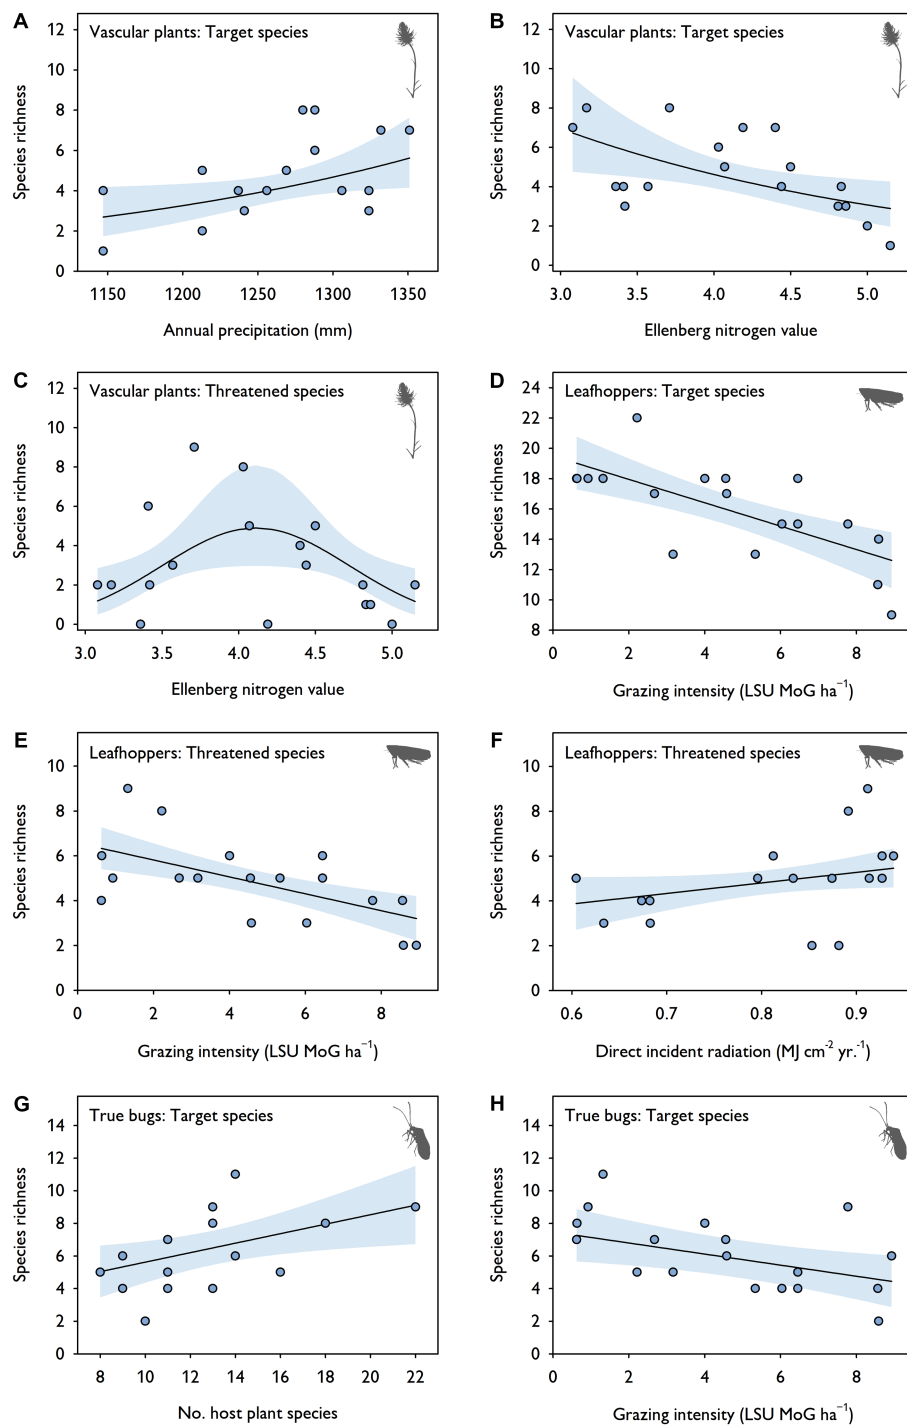 A
Vascular plants: Target species
Species richness
12
10
8
6
4
2
0
1150 1200 1250 1300 1350
Annual precipitation (mm)
B
Vascular plants: Target species
Species richness
12
10
8
6
4
2
0
3.0 3.5 4.0 4.5 5.0
Ellenberg nitrogen value
C
Vascular plants: Threatened species
Species richness
12
10
8
6
4
2
0
3.0 3.5 4.0 4.5 5.0
Ellenberg nitrogen value
D
Leafhoppers: Target species
Species richness
24
22
20
18
16
14
12
10
8
0 2 4 6 8
Grazing intensity (LSU MoG ha⁻¹)
E
Leafhoppers: Threatened species
Species richness
10
8
6
4
2
0
0 2 4 6 8
Grazing intensity (LSU MoG ha⁻¹)
F
Leafhoppers: Threatened species
Species richness
10
8
6
4
2
0
0.6 0.7 0.8 0.9
Direct incident radiation (MJ cm⁻² yr.⁻¹)
G
True bugs: Target species
Species richness
14
12
10
8
6
4
2
0
8 10 12 14 16 18 20 22
No. host plant species
H
True bugs: Target species
Species richness
14
12
10
8
6
4
2
0
0 2 4 6 8
Grazing intensity (LSU MoG ha⁻¹)